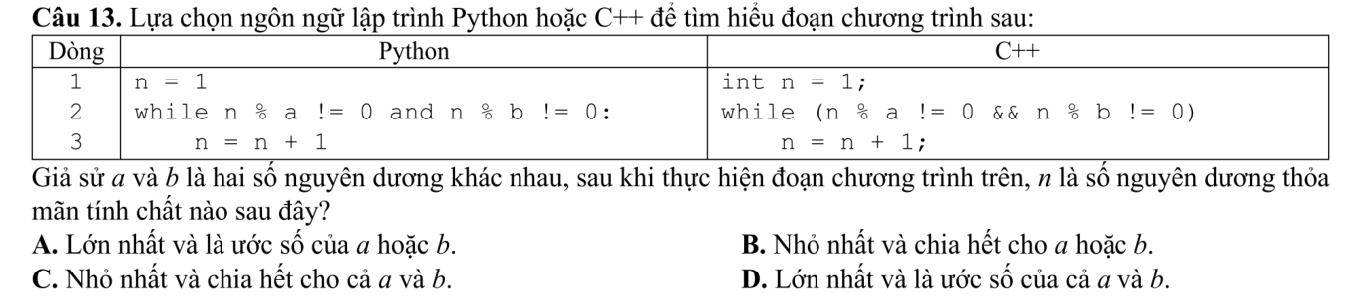 Câu 13. Lựa chọn ngôn ngữ lập trình Python hoặc C++ để tìm hiểu đoạn chương trình sau:
Dòng Python C++
1 n = 1 int n = 1;
2 while n % a != 0 and n % b != 0: while (n % a != 0 && n % b != 0)
3 n = n + 1 n = n + 1;
Giả sử a và b là hai số nguyên dương khác nhau, sau khi thực hiện đoạn chương trình trên, n là số nguyên dương thỏa
mãn tính chất nào sau đây?
A. Lớn nhất và là ước số của a hoặc b. B. Nhỏ nhất và chia hết cho a hoặc b.
C. Nhỏ nhất và chia hết cho cả a và b. D. Lớn nhất và là ước số của cả a và b.